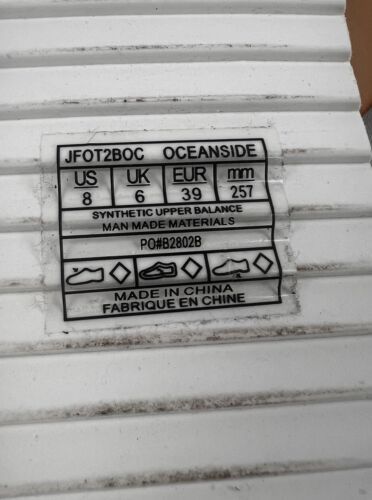 JFOT2BOC OCEANSIDE
US UK EUR mm
8 6 39 257
SYNTHETIC UPPER BALANCE
MAN MADE MATERIALS
PO#B2802B
MADE IN CHINA
FABRIQUE EN CHINE